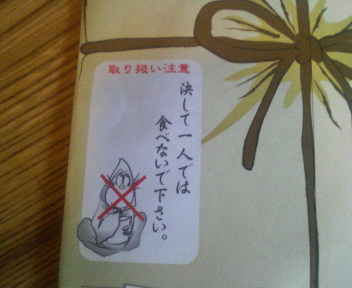 取り扱い注意
決して一人では
食べないで下さい。